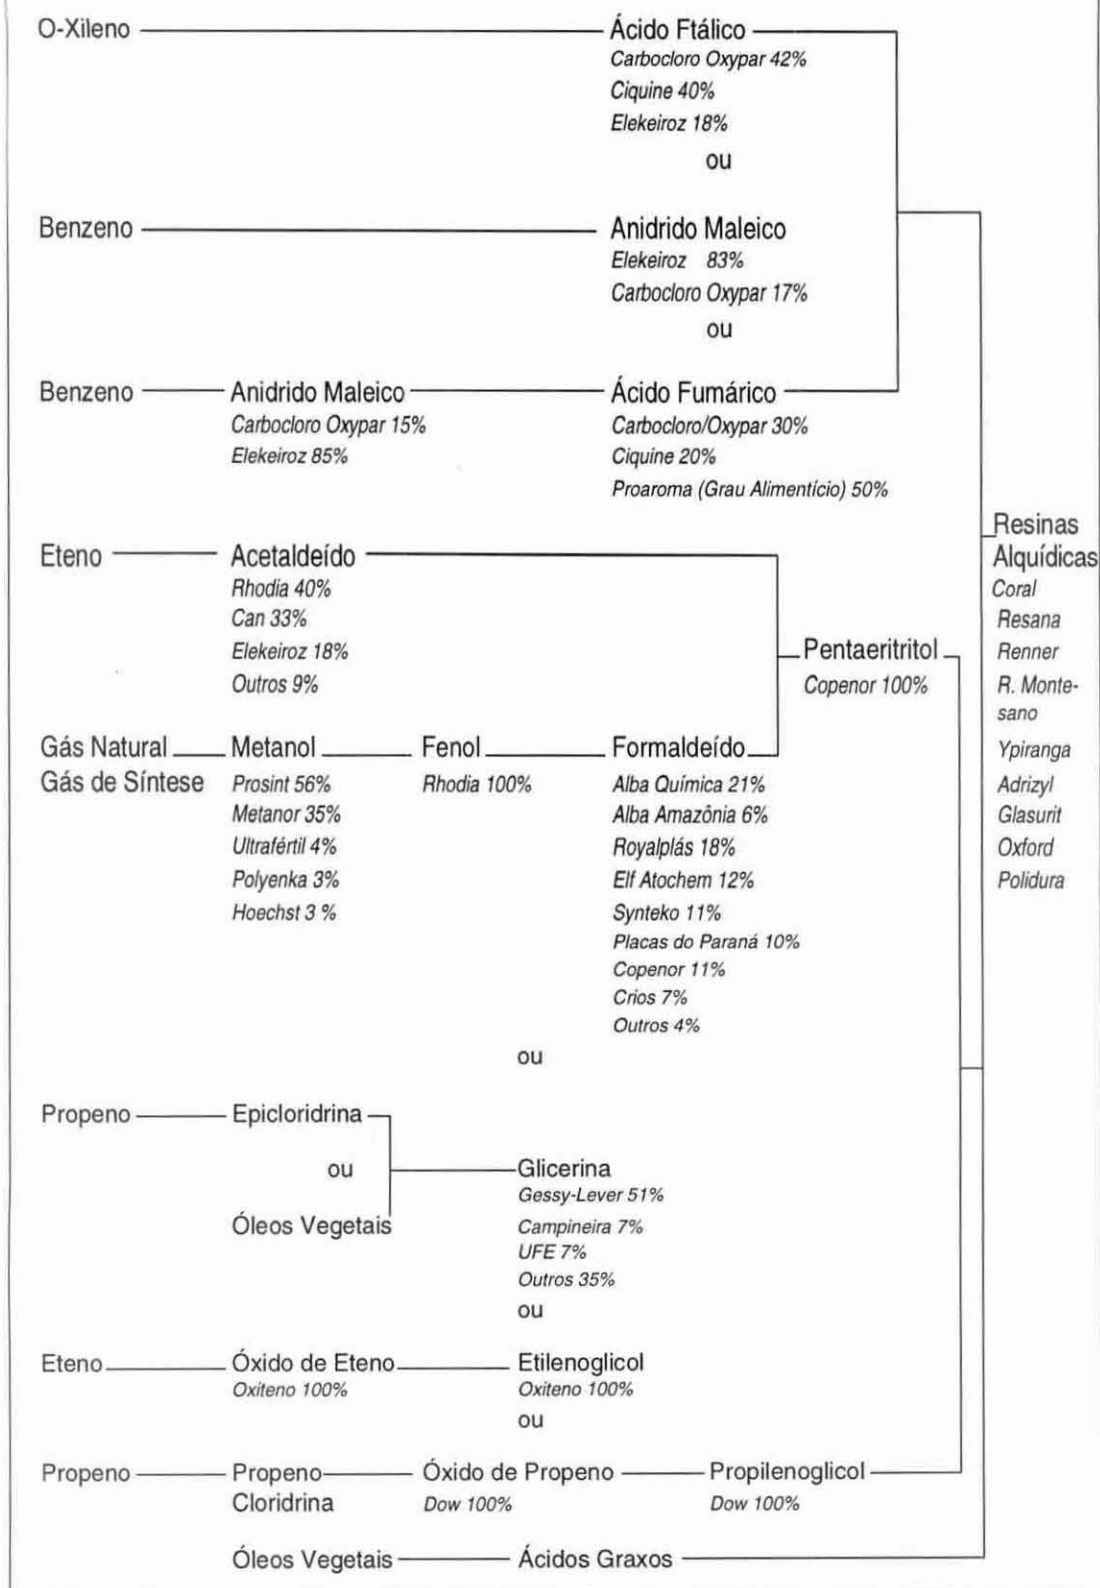 O-Xileno Ácido Ftálico
Carbocloro Oxypar 42%
Ciquine 40%
Elekeiroz 18%
ou
Benzeno Anidrido Maleico
Elekeiroz 83%
Carbocloro Oxypar 17%
ou
Benzeno Anidrido Maleico Ácido Fumárico
Carbocloro Oxypar 15% Carbocloro/Oxypar 30%
Elekeiroz 85% Ciquine 20%
Proaroma (Grau Alimentício) 50%
Eteno Acetaldeído
Rhodia 40%
Can 33%
Elekeiroz 18%
Outros 9%
Pentaeritritol
Copenor 100%
Gás Natural Metanol Fenol Formaldeído
Gás de Síntese Prosint 56% Rhodia 100% Alba Química 21%
Metanor 35% Alba Amazônia 6%
Ultrafértil 4% Royalplás 18%
Polyenka 3% Elf Atochem 12%
Hoechst 3 % Synteko 11%
Placas do Paraná 10%
Copenor 11%
Crios 7%
Outros 4%
ou
Propeno Epicloridrina
ou Glicerina
Gessy-Lever 51%
Óleos Vegetais Campineira 7%
UFE 7%
Outros 35%
ou
Eteno Óxido de Eteno Etilenoglicol
Oxiteno 100% Oxiteno 100%
ou
Propeno Propeno Óxido de Propeno Propilenoglicol
Cloridrina Dow 100% Dow 100%
Óleos Vegetais Ácidos Graxos
Resinas
Alquídicas
Coral
Resana
Renner
R. Monte-
sano
Ypiranga
Adrizyl
Glasurit
Oxford
Polidura